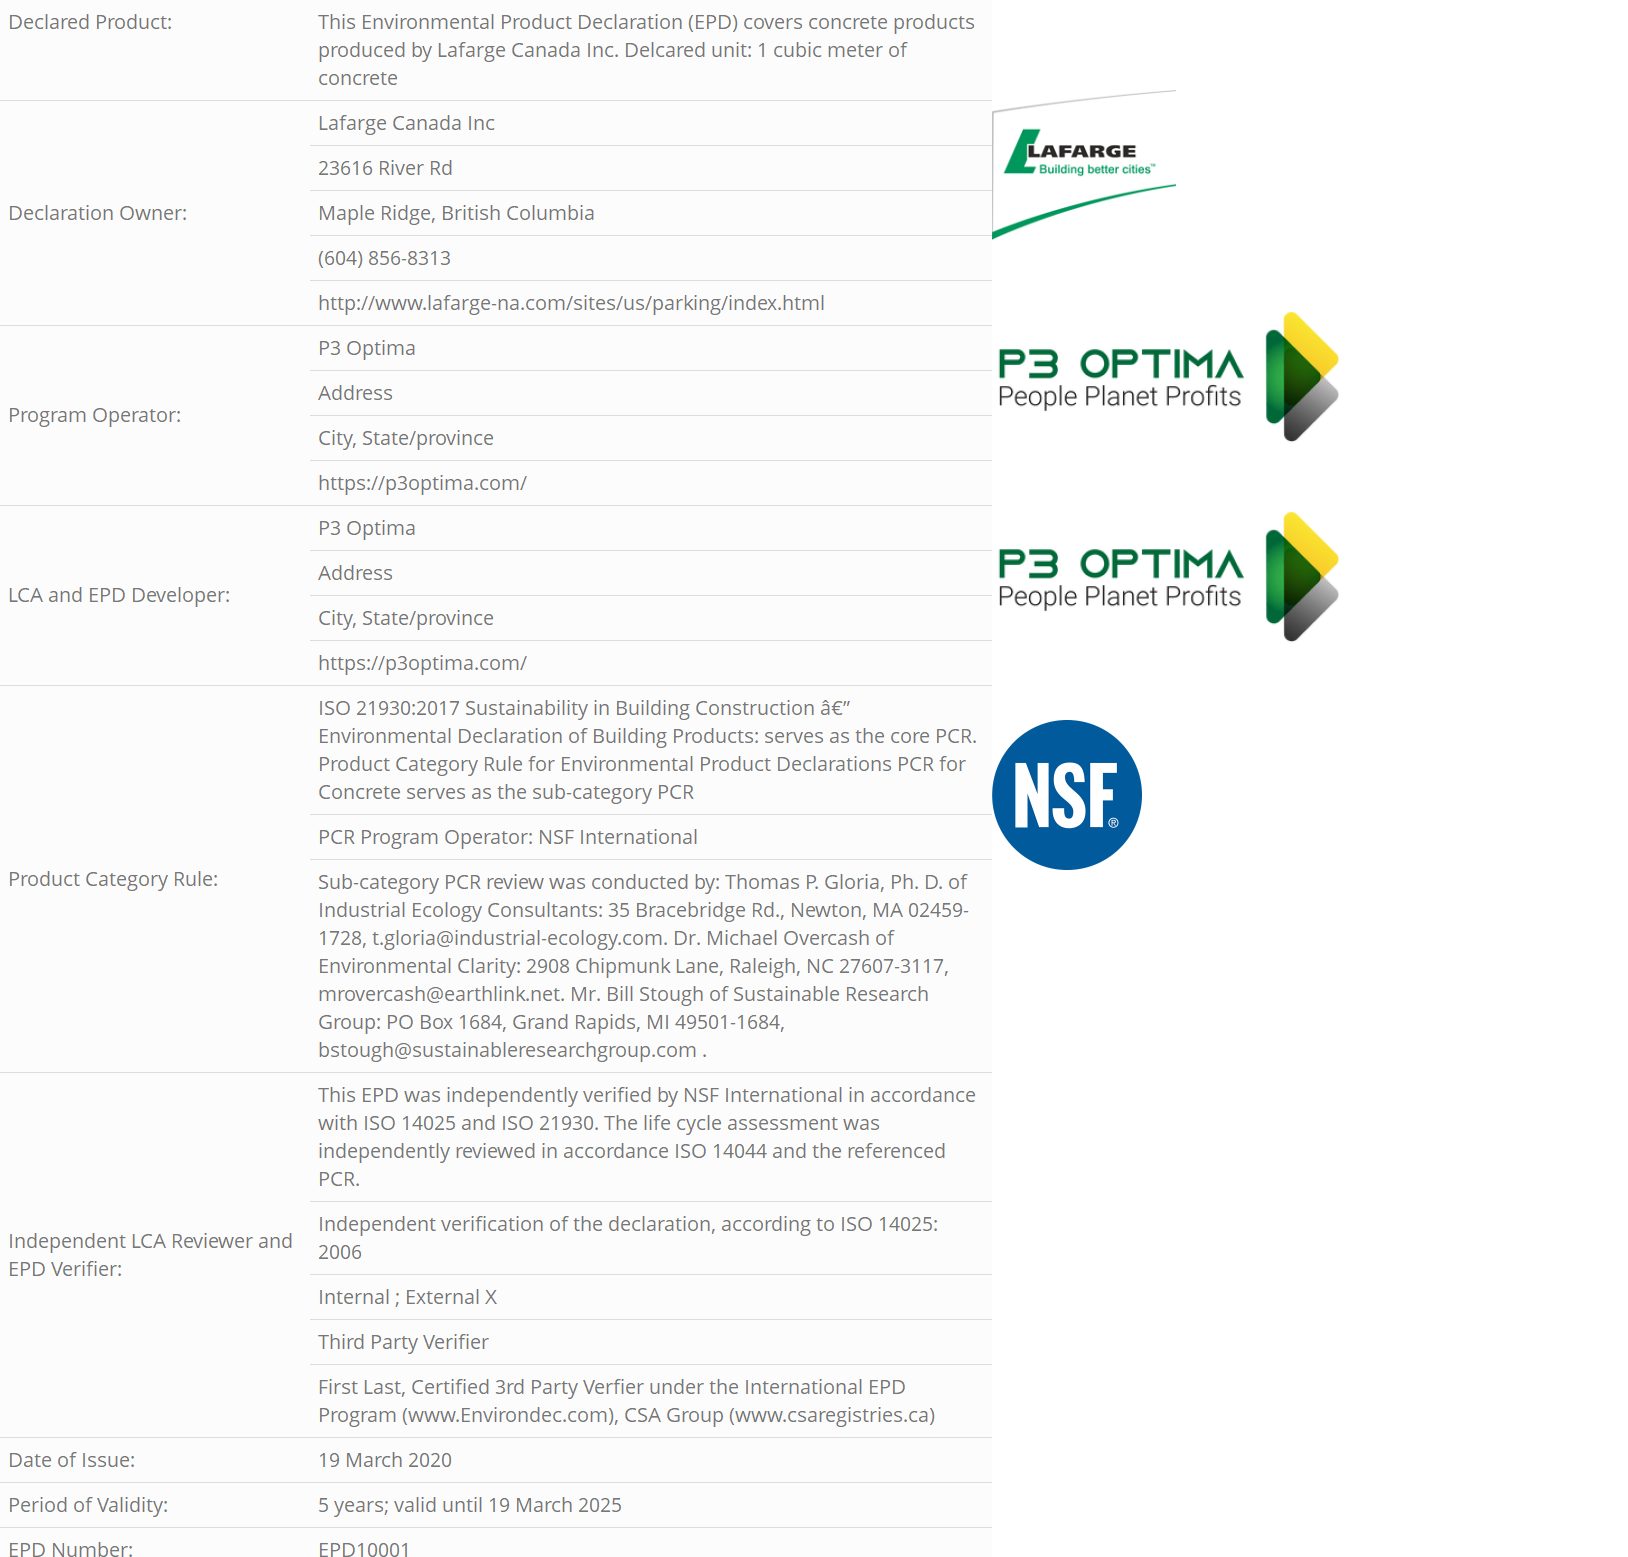 Declared Product:
This Environmental Product Declaration (EPD) covers concrete products
produced by Lafarge Canada Inc. Delcared unit: 1 cubic meter of
concrete
Declaration Owner:
Lafarge Canada Inc
23616 River Rd
Maple Ridge, British Columbia
(604) 856-8313
http://www.lafarge-na.com/sites/us/parking/index.html
LAFARGE
Building better cities™
Program Operator:
P3 Optima
Address
City, State/province
https://p3optima.com/
P3 OPTIMA
People Planet Profits
LCA and EPD Developer:
P3 Optima
Address
City, State/province
https://p3optima.com/
P3 OPTIMA
People Planet Profits
Product Category Rule:
ISO 21930:2017 Sustainability in Building Construction â€”
Environmental Declaration of Building Products: serves as the core PCR.
Product Category Rule for Environmental Product Declarations PCR for
Concrete serves as the sub-category PCR
PCR Program Operator: NSF International
Sub-category PCR review was conducted by: Thomas P. Gloria, Ph. D. of
Industrial Ecology Consultants: 35 Bracebridge Rd., Newton, MA 02459-
1728, t.gloria@industrial-ecology.com. Dr. Michael Overcash of
Environmental Clarity: 2908 Chipmunk Lane, Raleigh, NC 27607-3117,
mrovercash@earthlink.net. Mr. Bill Stough of Sustainable Research
Group: PO Box 1684, Grand Rapids, MI 49501-1684,
bstough@sustainableresearchgroup.com .
NSF®
Independent LCA Reviewer and
EPD Verifier:
This EPD was independently verified by NSF International in accordance
with ISO 14025 and ISO 21930. The life cycle assessment was
independently reviewed in accordance ISO 14044 and the referenced
PCR.
Independent verification of the declaration, according to ISO 14025:
2006
Internal ; External X
Third Party Verifier
First Last, Certified 3rd Party Verfier under the International EPD
Program (www.Environdec.com), CSA Group (www.csaregistries.ca)
Date of Issue:
19 March 2020
Period of Validity:
5 years; valid until 19 March 2025
EPD Number:
EPD10001